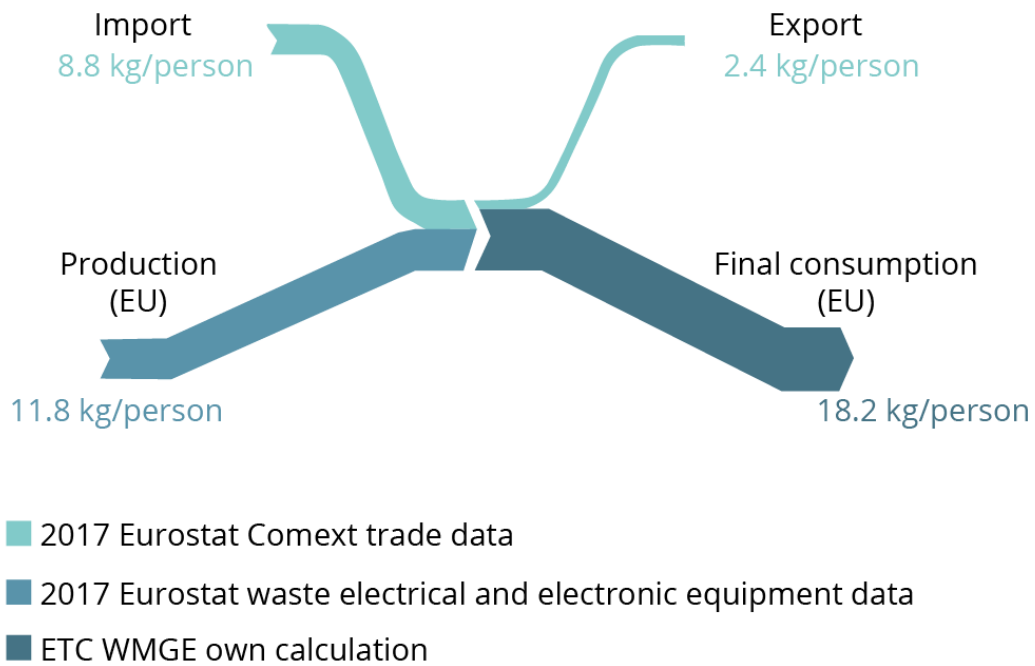 Import
8.8 kg/person
Export
2.4 kg/person
Production
(EU)
11.8 kg/person
Final consumption
(EU)
18.2 kg/person
2017 Eurostat Comext trade data
2017 Eurostat waste electrical and electronic equipment data
ETC WMGE own calculation